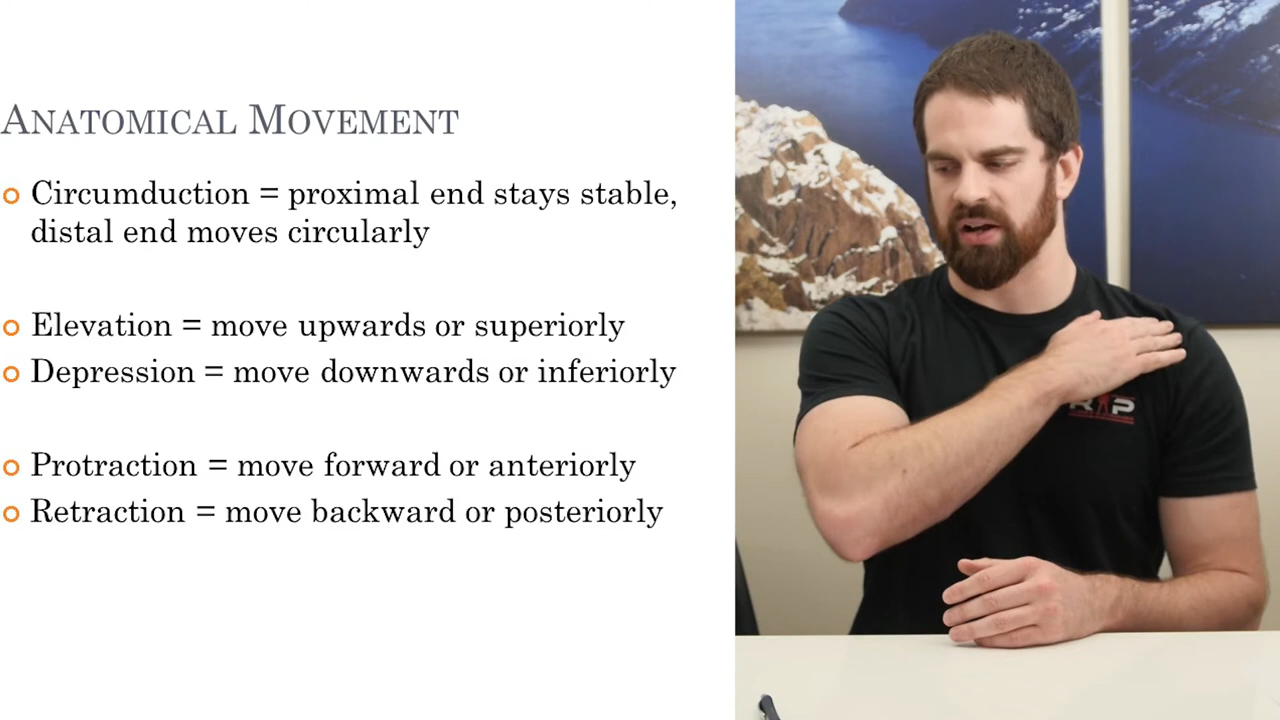 ANATOMICAL MOVEMENT
Circumduction = proximal end stays stable,
distal end moves circularly
Elevation = move upwards or superiorly
Depression = move downwards or inferiorly
Protraction = move forward or anteriorly
Retraction = move backward or posteriorly
R P